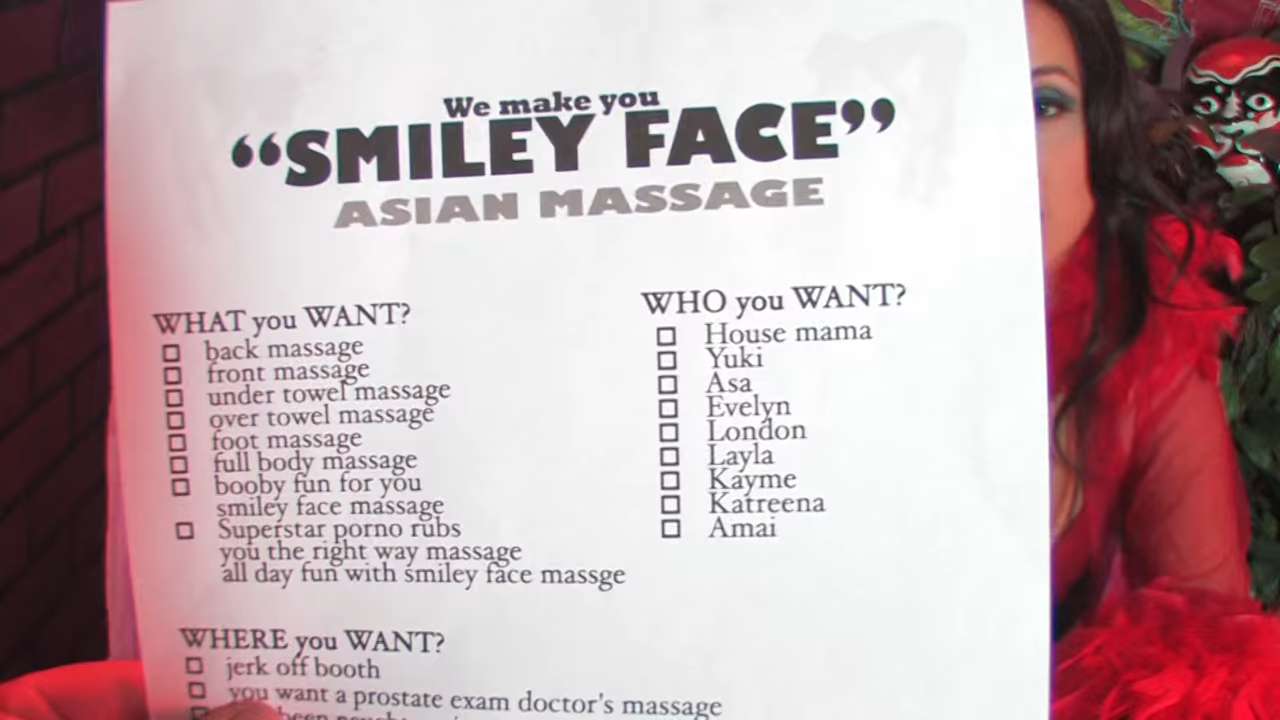 We make you
“SMILEY FACE”
ASIAN MASSAGE
WHAT you WANT?
back massage
front massage
under towel massage
over towel massage
foot massage
full body massage
booby fun for you
smiley face massage
Superstar porno rubs
you the right way massage
all day fun with smiley face massge
WHO you WANT?
House mama
Yuki
Asa
Evelyn
London
Layla
Kayme
Katreena
Amai
WHERE you WANT?
jerk off booth
you want a prostate exam doctor's massage
been